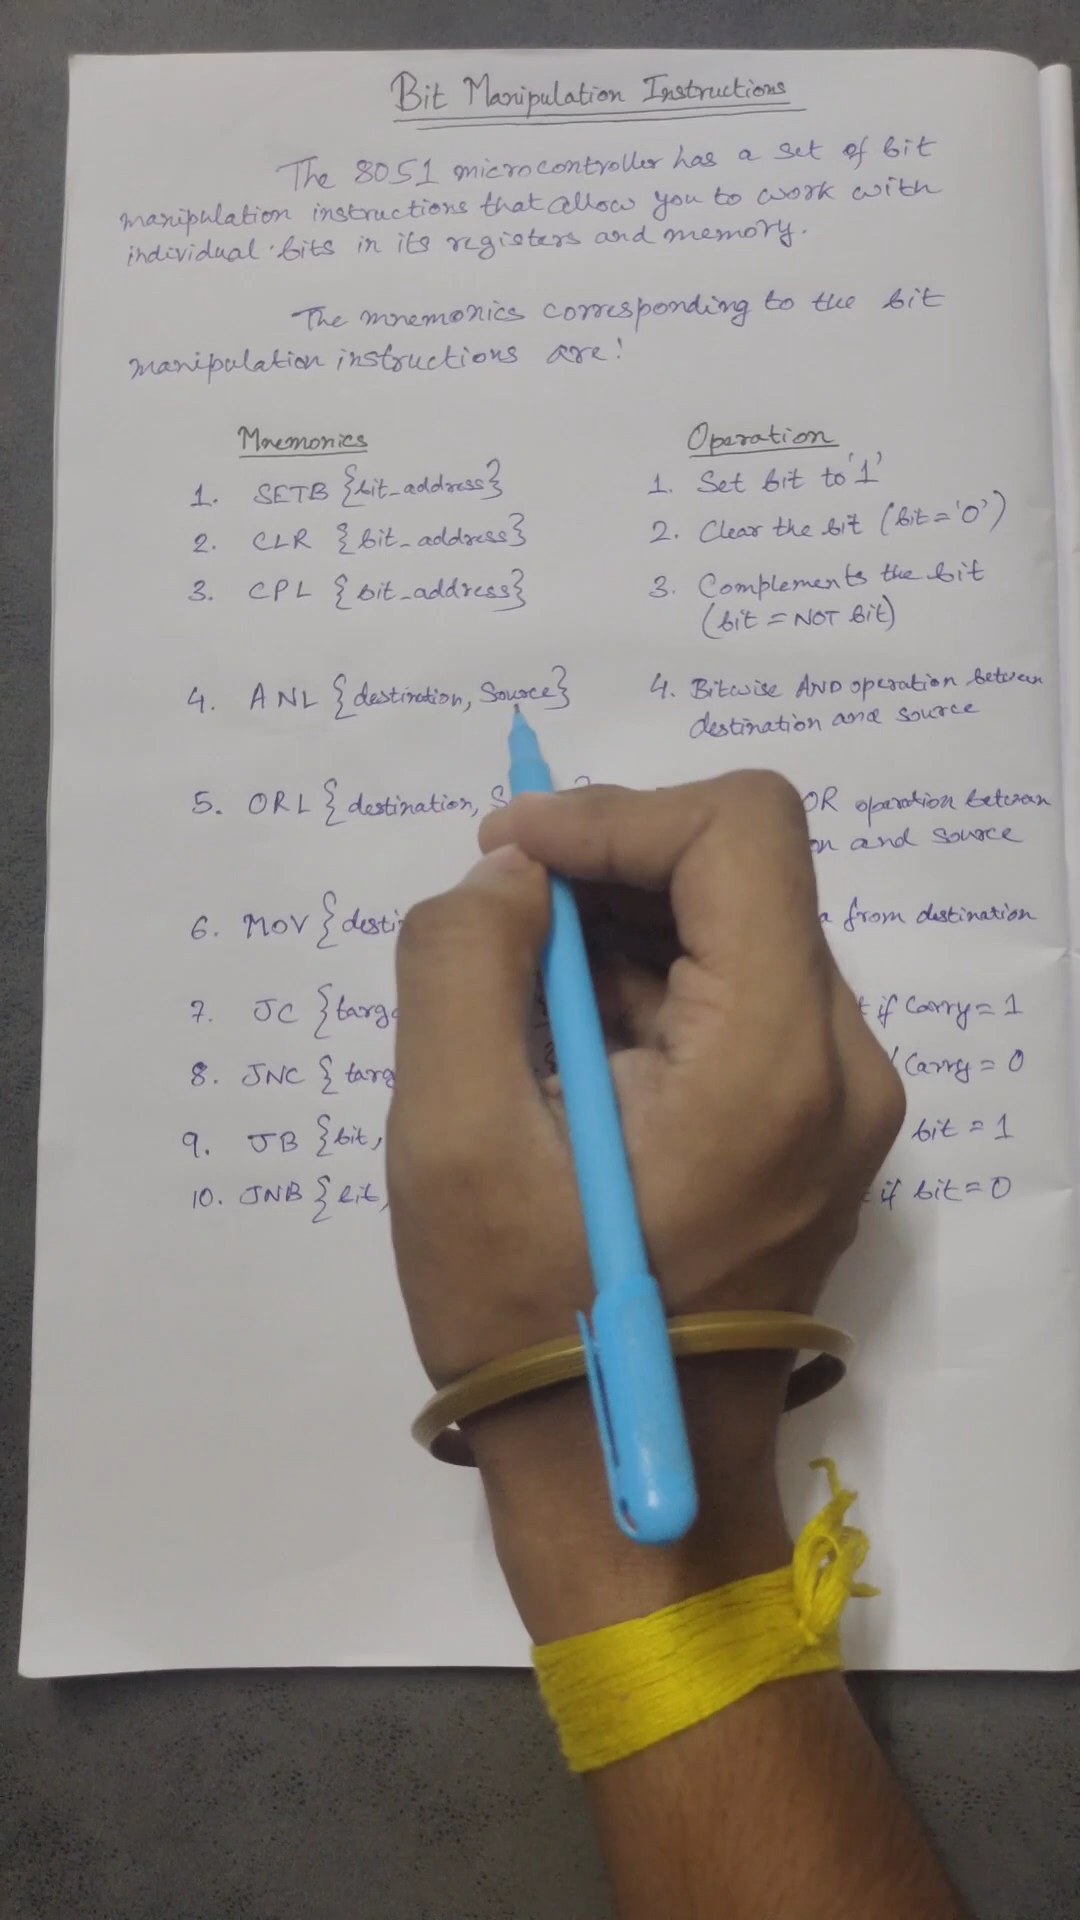 Bit Manipulation Instructions
The 8051 microcontroller has a set of bit
manipulation instructions that allow you to work with
individual bits in its registers and memory.
The mnemonics corresponding to the bit
manipulation instructions are:
Mnemonics
1. SETB {bit_address}
2. CLR {bit_address}
3. CPL {bit_address}
4. ANL {destination, Source}
5. ORL {destination,
6. MOV {
7. JC {
8. JNC {
9. JB {bit,
10. JNB {bit,
Operation
1. Set bit to '1'
2. Clear the bit (bit = '0')
3. Complements the bit
(bit = NOT bit)
4. Bitwise AND operation between
destination and source
OR operation between
and source
from destination
if Carry = 1
Carry = 0
bit = 1
if bit = 0